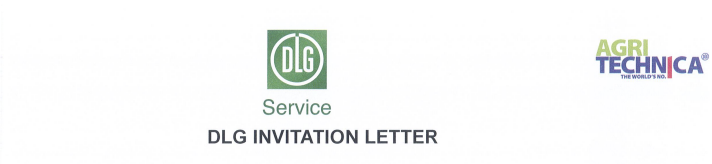 DLG
Service
DLG INVITATION LETTER
AGRI
TECHNICA®
THE WORLD'S NO.1